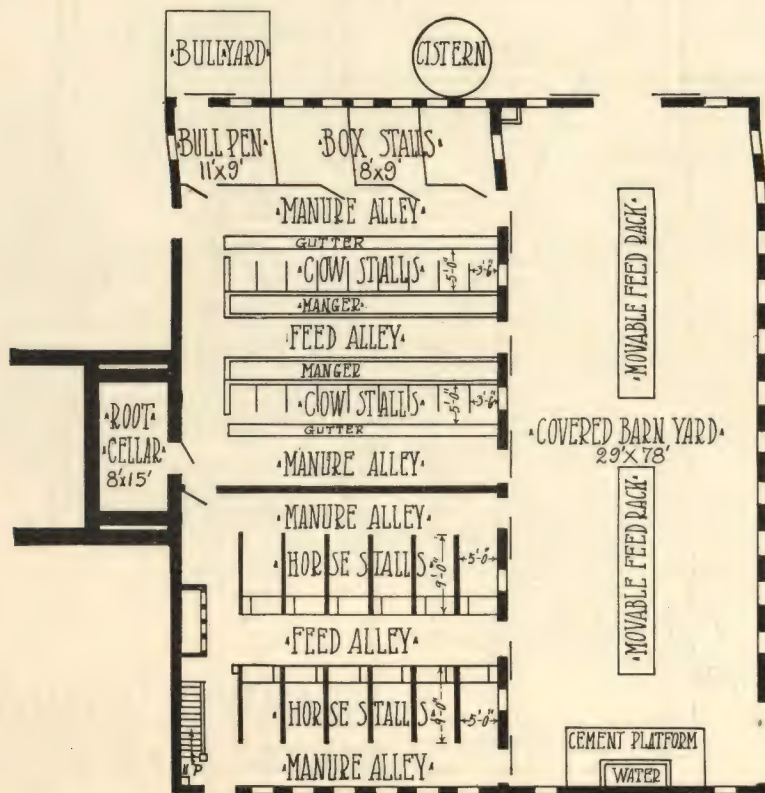 ·BULLYARD·
CISTERN
BULL PEN
11'x9'
BOX STALLS
8'x9'
·MANURE ALLEY·
GUTTER
·COW STALLS·
5'-0"
3'-6"
·MANGER·
·FEED ALLEY·
MANGER
·COW STALLS·
5'-0"
3'-6"
GUTTER
·MANURE ALLEY·
·ROOT·
CELLAR·
8'x15'
·MANURE ALLEY·
·HORSE STALLS·
9'-0"
5'-0"
·FEED ALLEY·
·HORSE STALLS·
9'-0"
5'-0"
·MANURE ALLEY·
UP
·MOVABLE FEED RACK·
·COVERED BARN YARD·
29'X78'
·MOVABLE FEED RACK·
CEMENT PLATFORM
WATER